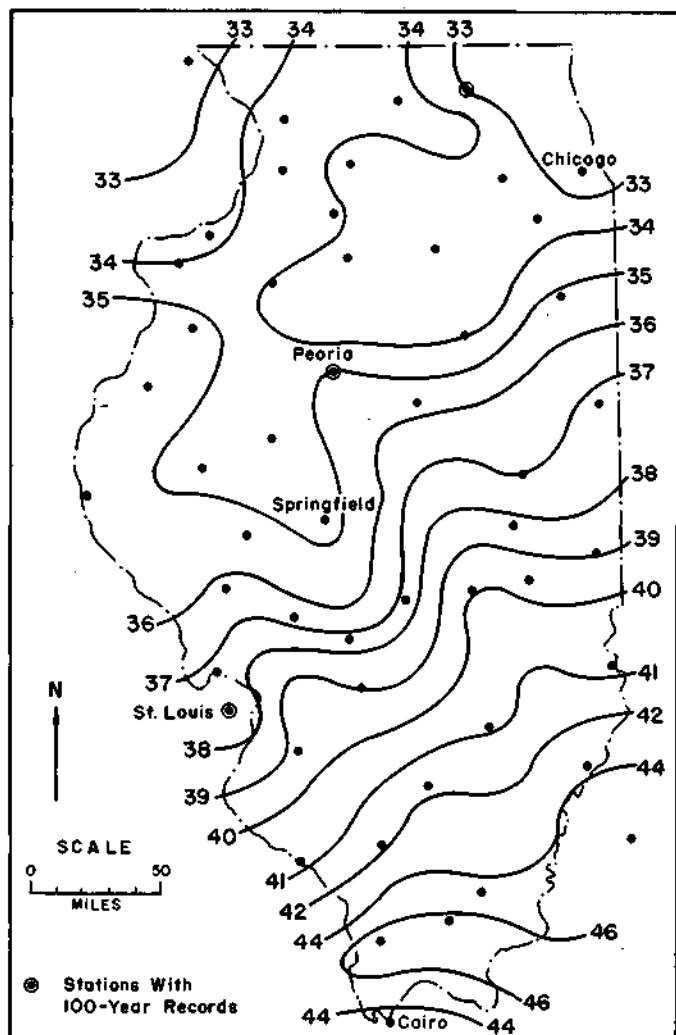 33 34 34 33
Chicago
33
33
34
34
35
35
36
Peoria
37
38
Springfield
39
40
36
37
41
N
St. Louis
42
38
44
39
40
SCALE
41
0 50
MILES
42
44
46
Stations With
100-Year Records
46
44
Cairo
44